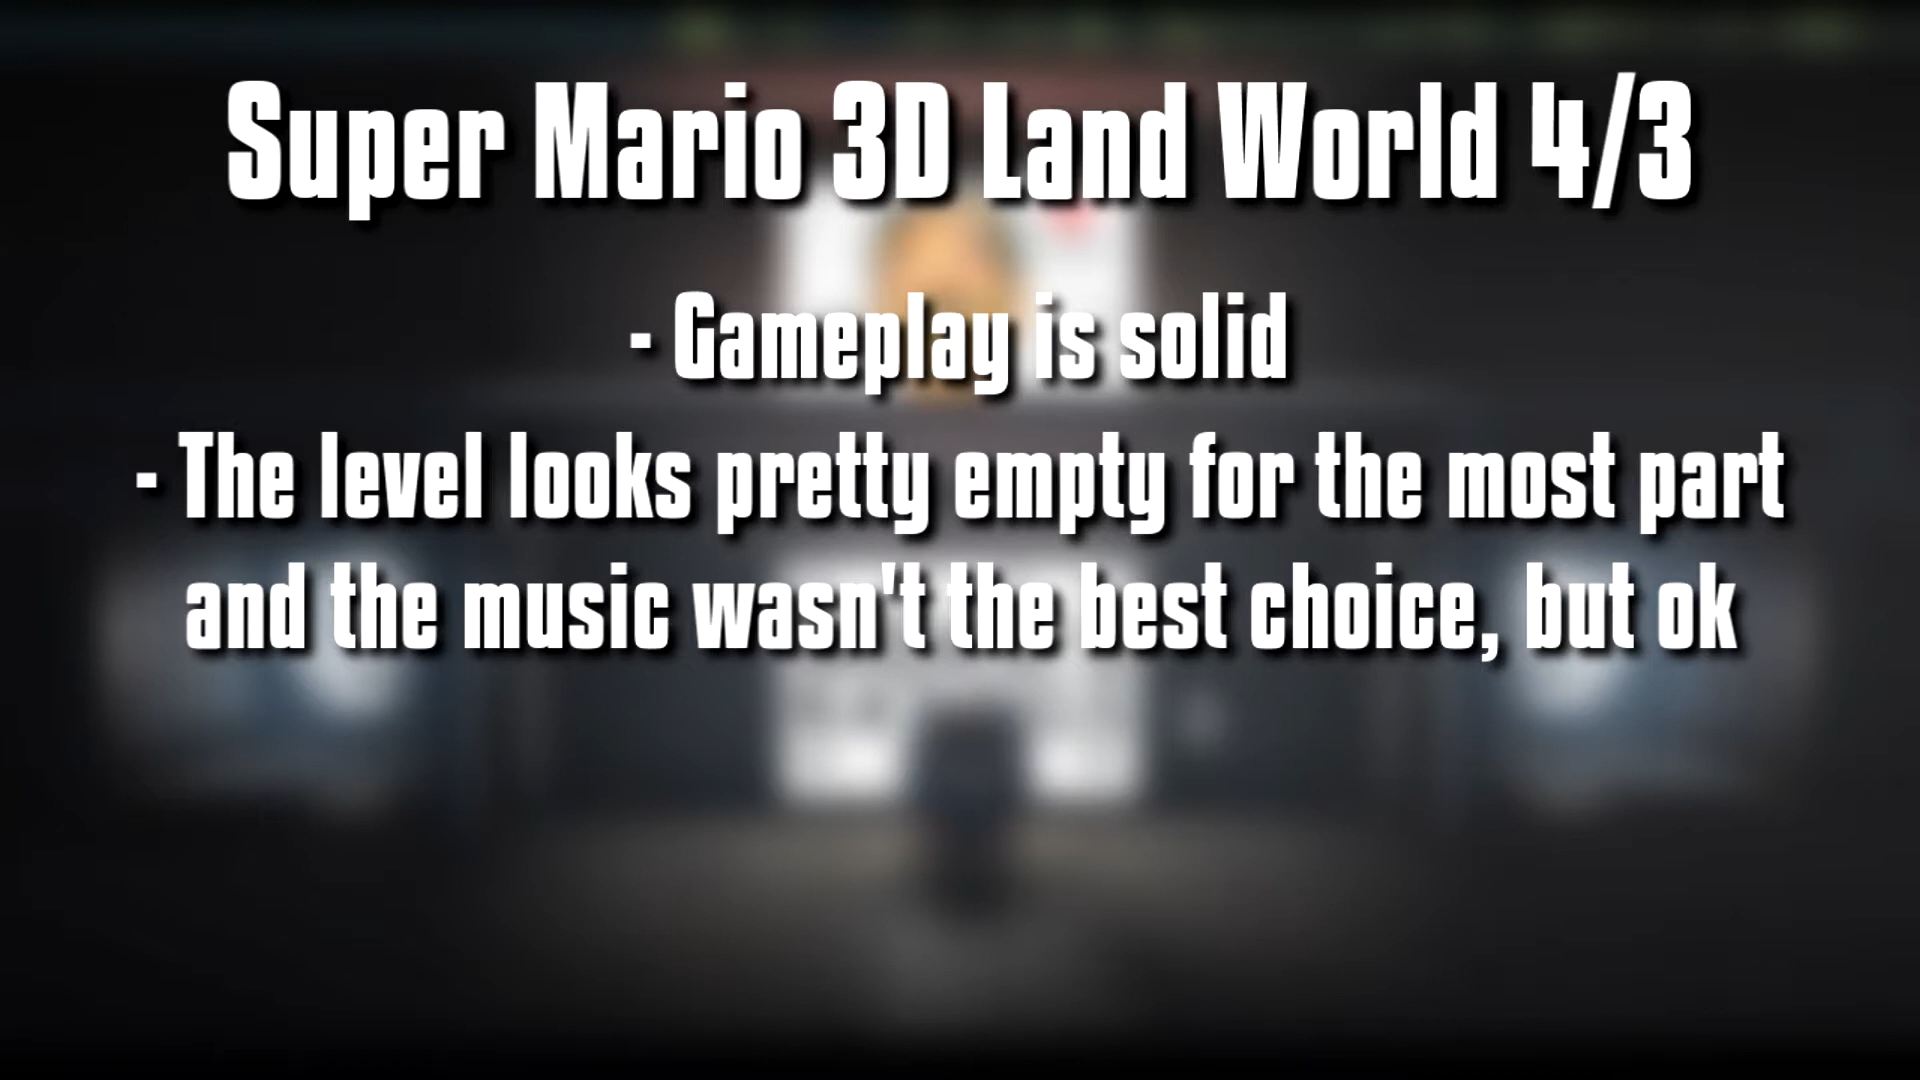 Super Mario 3D Land World 4/3
- Gameplay is solid
- The level looks pretty empty for the most part
and the music wasn't the best choice, but ok